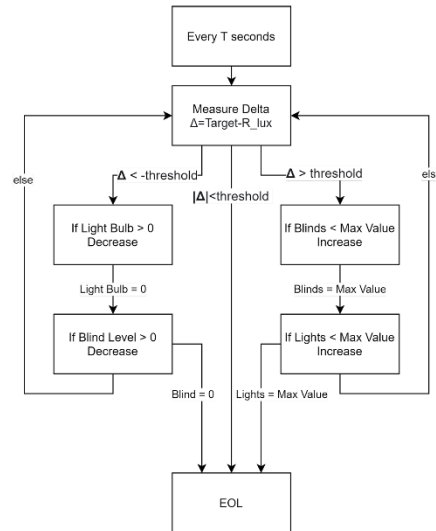 Every T seconds
Measure Delta
Δ=Target-R_lux
else
els
Δ < -threshold
|Δ|<threshold
Δ > threshold
If Light Bulb > 0
Decrease
If Blinds < Max Value
Increase
Light Bulb = 0
Blinds = Max Value
If Blind Level > 0
Decrease
If Lights < Max Value
Increase
Blind = 0
Lights = Max Value
EOL